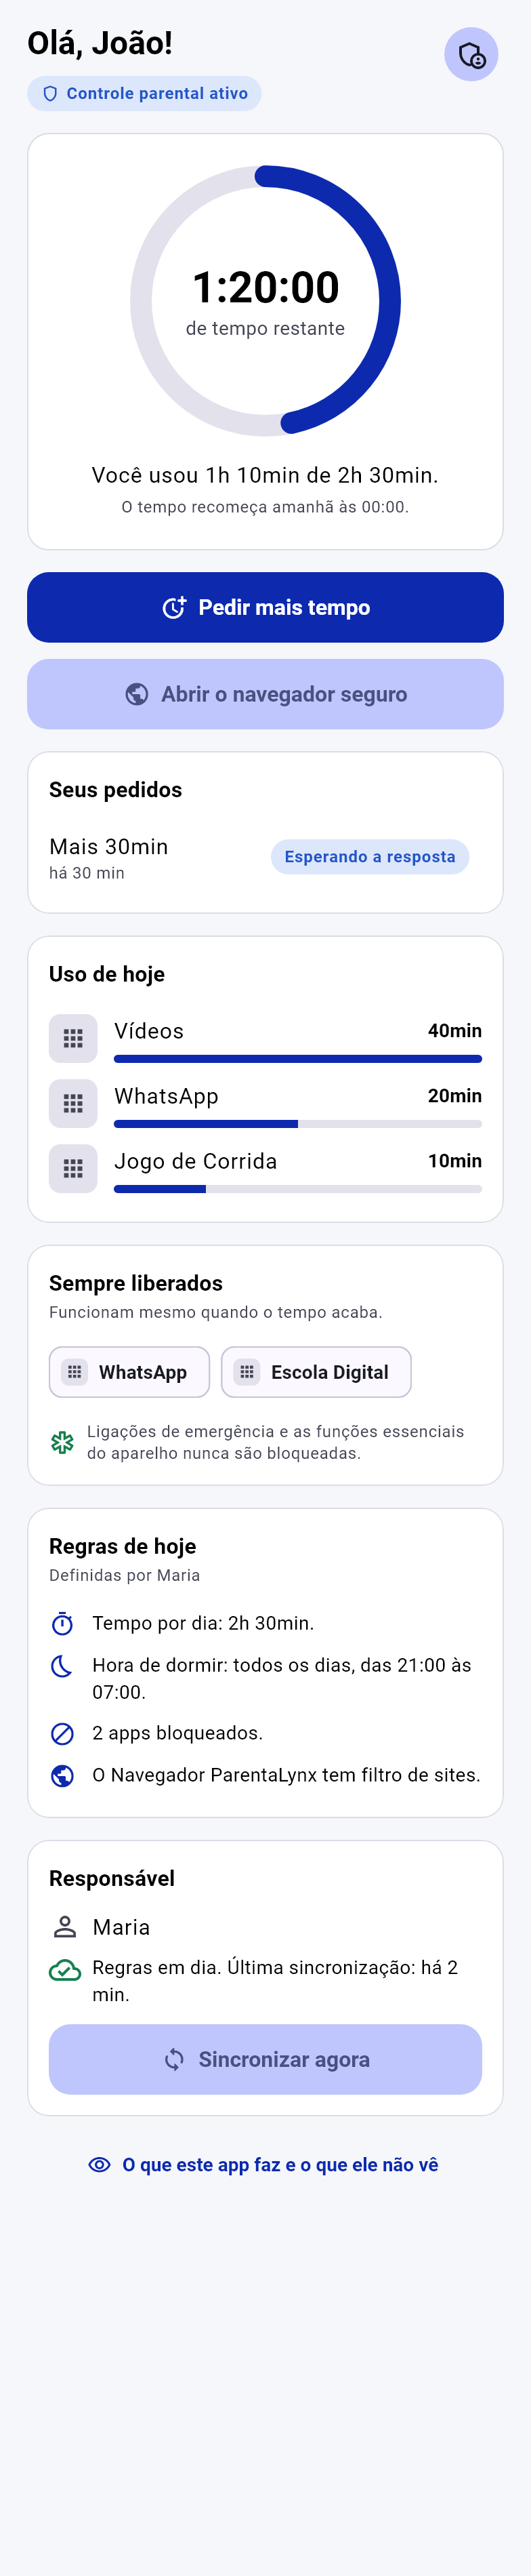 Olá, João!
Controle parental ativo
1:20:00
de tempo restante
Você usou 1h 10min de 2h 30min.
O tempo recomeça amanhã às 00:00.
Pedir mais tempo
Abrir o navegador seguro
Seus pedidos
Mais 30min
há 30 min
Esperando a resposta
Uso de hoje
Vídeos
40min
WhatsApp
20min
Jogo de Corrida
10min
Sempre liberados
Funcionam mesmo quando o tempo acaba.
WhatsApp
Escola Digital
Ligações de emergência e as funções essenciais
do aparelho nunca são bloqueadas.
Regras de hoje
Definidas por Maria
Tempo por dia: 2h 30min.
Hora de dormir: todos os dias, das 21:00 às
07:00.
2 apps bloqueados.
O Navegador ParentaLynx tem filtro de sites.
Responsável
Maria
Regras em dia. Última sincronização: há 2
min.
Sincronizar agora
O que este app faz e o que ele não vê